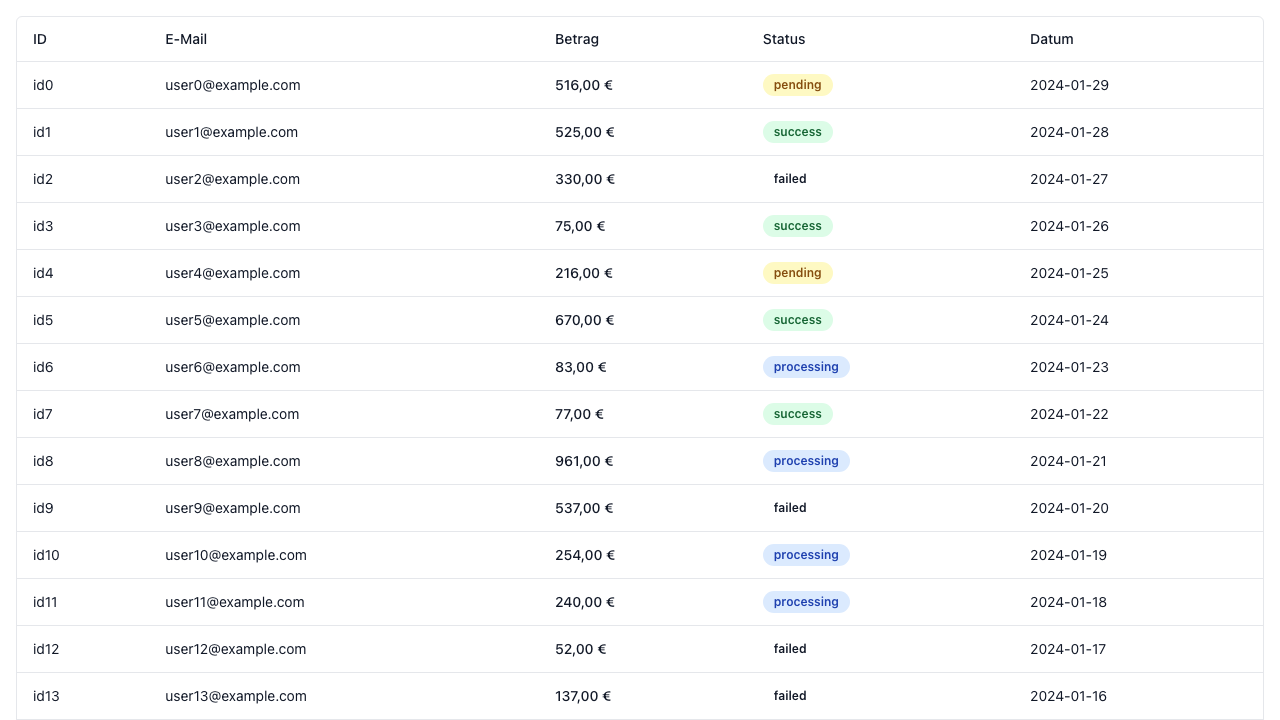 ID E-Mail Betrag Status Datum
id0 user0@example.com 516,00 € pending 2024-01-29
id1 user1@example.com 525,00 € success 2024-01-28
id2 user2@example.com 330,00 € failed 2024-01-27
id3 user3@example.com 75,00 € success 2024-01-26
id4 user4@example.com 216,00 € pending 2024-01-25
id5 user5@example.com 670,00 € success 2024-01-24
id6 user6@example.com 83,00 € processing 2024-01-23
id7 user7@example.com 77,00 € success 2024-01-22
id8 user8@example.com 961,00 € processing 2024-01-21
id9 user9@example.com 537,00 € failed 2024-01-20
id10 user10@example.com 254,00 € processing 2024-01-19
id11 user11@example.com 240,00 € processing 2024-01-18
id12 user12@example.com 52,00 € failed 2024-01-17
id13 user13@example.com 137,00 € failed 2024-01-16